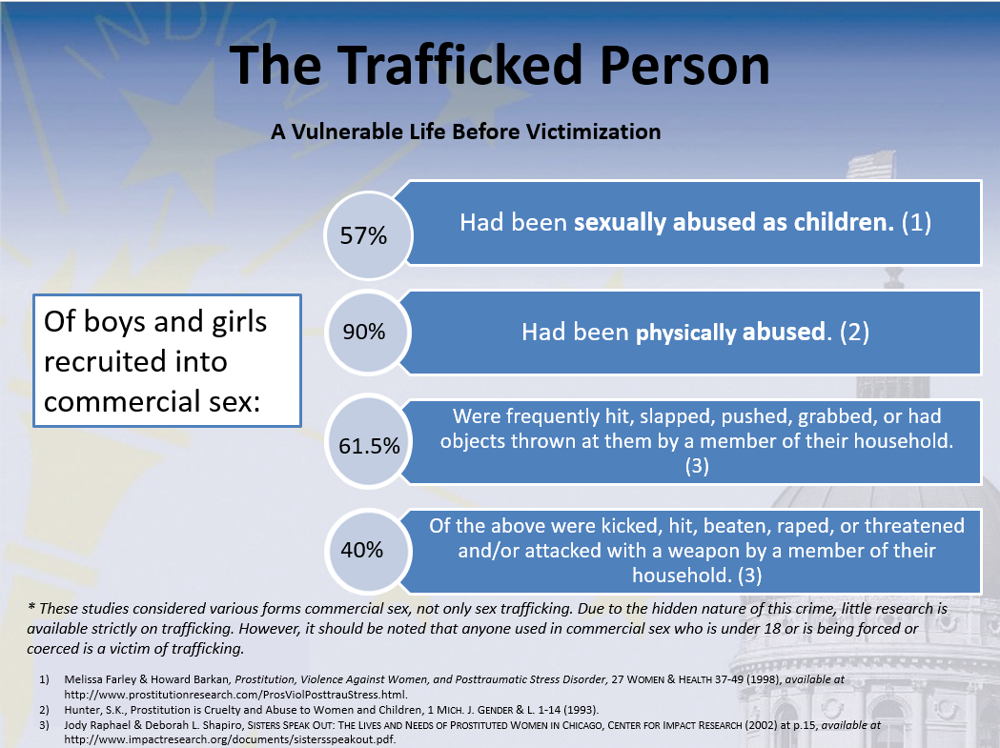 INDIANA
The Trafficked Person
A Vulnerable Life Before Victimization
Of boys and girls
recruited into
commercial sex:
57%
Had been sexually abused as children. (1)
90%
Had been physically abused. (2)
61.5%
Were frequently hit, slapped, pushed, grabbed, or had
objects thrown at them by a member of their household.
(3)
40%
Of the above were kicked, hit, beaten, raped, or threatened
and/or attacked with a weapon by a member of their
household. (3)
* These studies considered various forms commercial sex, not only sex trafficking. Due to the hidden nature of this crime, little research is
available strictly on trafficking. However, it should be noted that anyone used in commercial sex who is under 18 or is being forced or
coerced is a victim of trafficking.
1) Melissa Farley & Howard Barkan, Prostitution, Violence Against Women, and Posttraumatic Stress Disorder, 27 WOMEN & HEALTH 37-49 (1998), available at
http://www.prostitutionresearch.com/ProsViolPosttrauStress.html.
2) Hunter, S.K., Prostitution is Cruelty and Abuse to Women and Children, 1 MICH. J. GENDER & L. 1-14 (1993).
3) Jody Raphael & Deborah L. Shapiro, SISTERS SPEAK OUT: THE LIVES AND NEEDS OF PROSTITUTED WOMEN IN CHICAGO, CENTER FOR IMPACT RESEARCH (2002) at p.15, available at
http://www.impactresearch.org/documents/sistersspeakout.pdf.